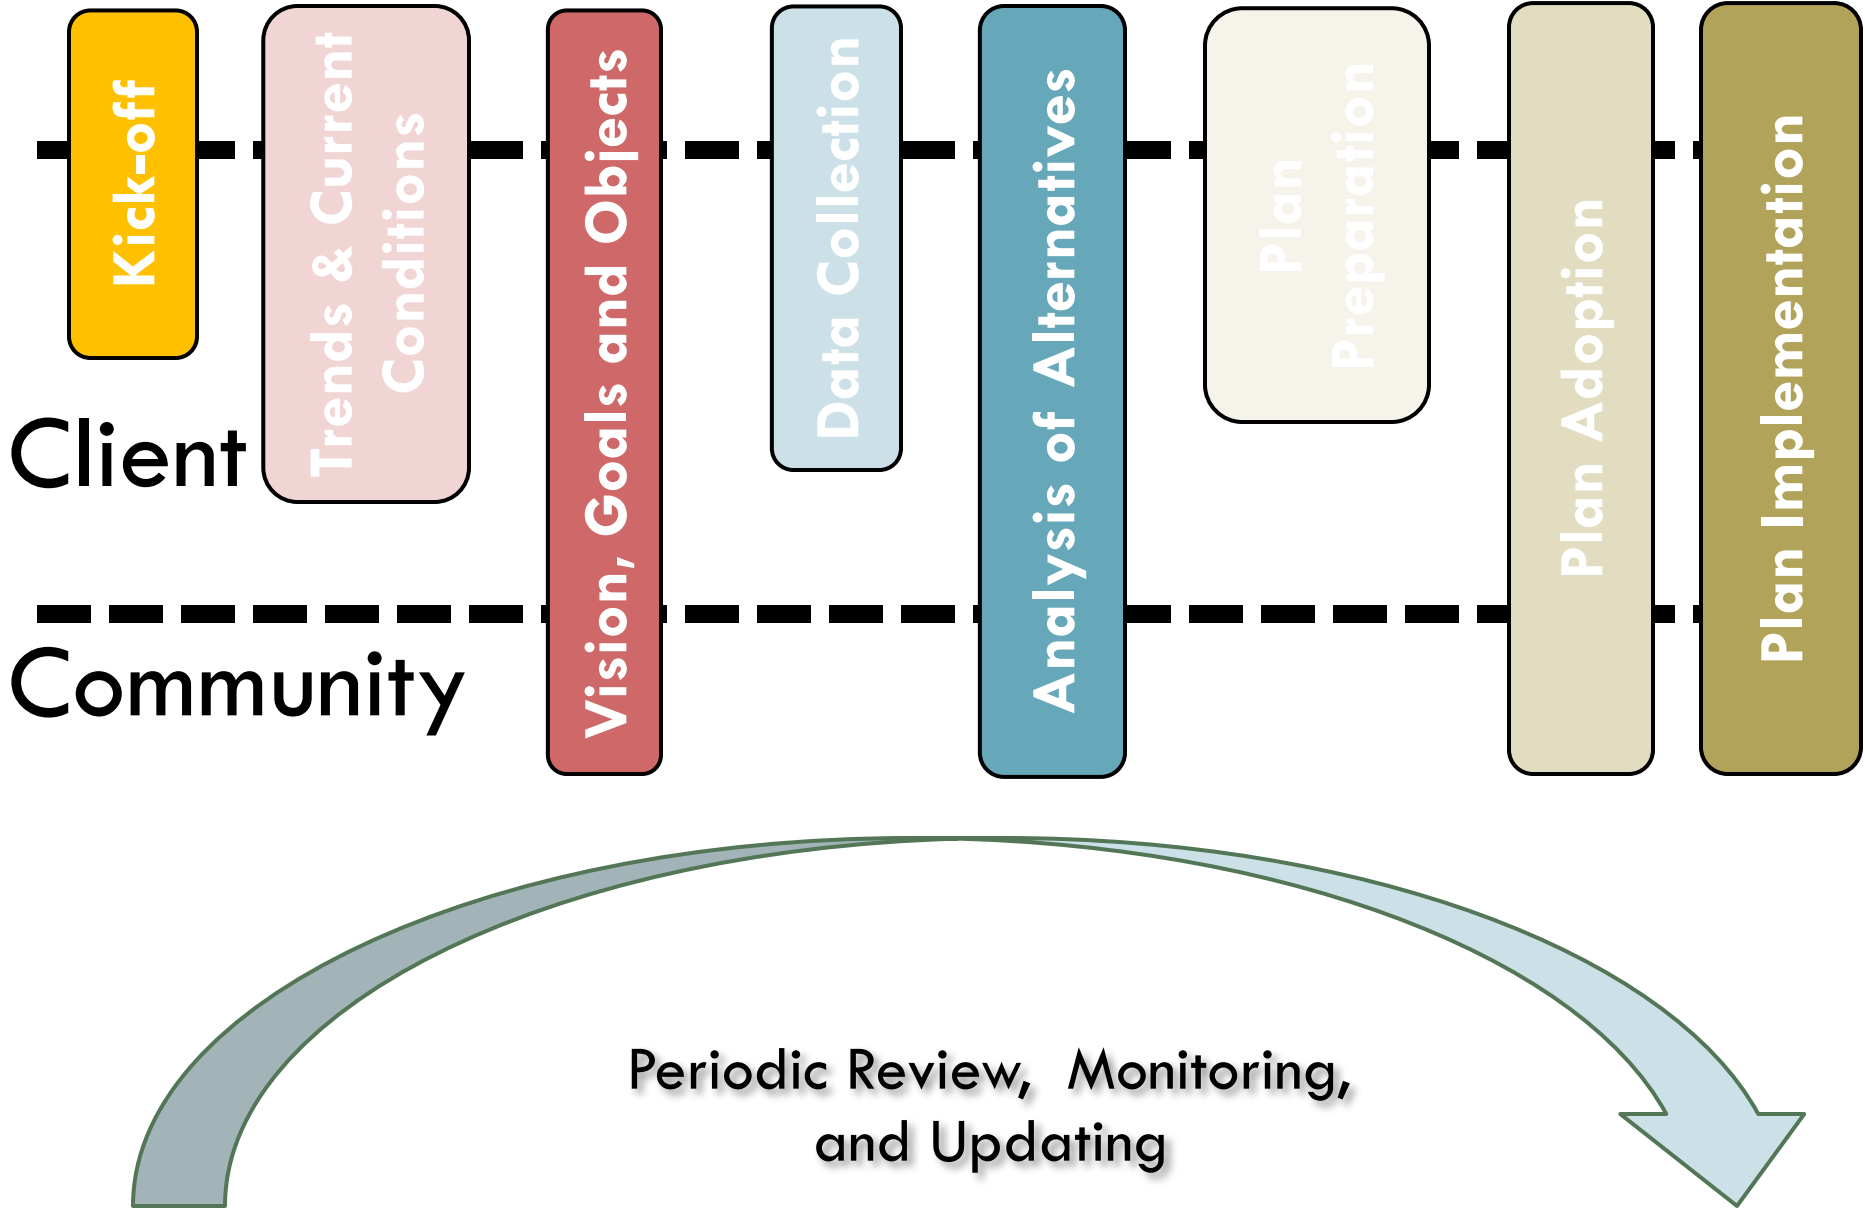 Kick-off
Trends & Current
Conditions
Vision, Goals and Objects
Data Collection
Analysis of Alternatives
Plan
Preparation
Plan Adoption
Plan Implementation
Client
Community
Periodic Review,  Monitoring,
and Updating